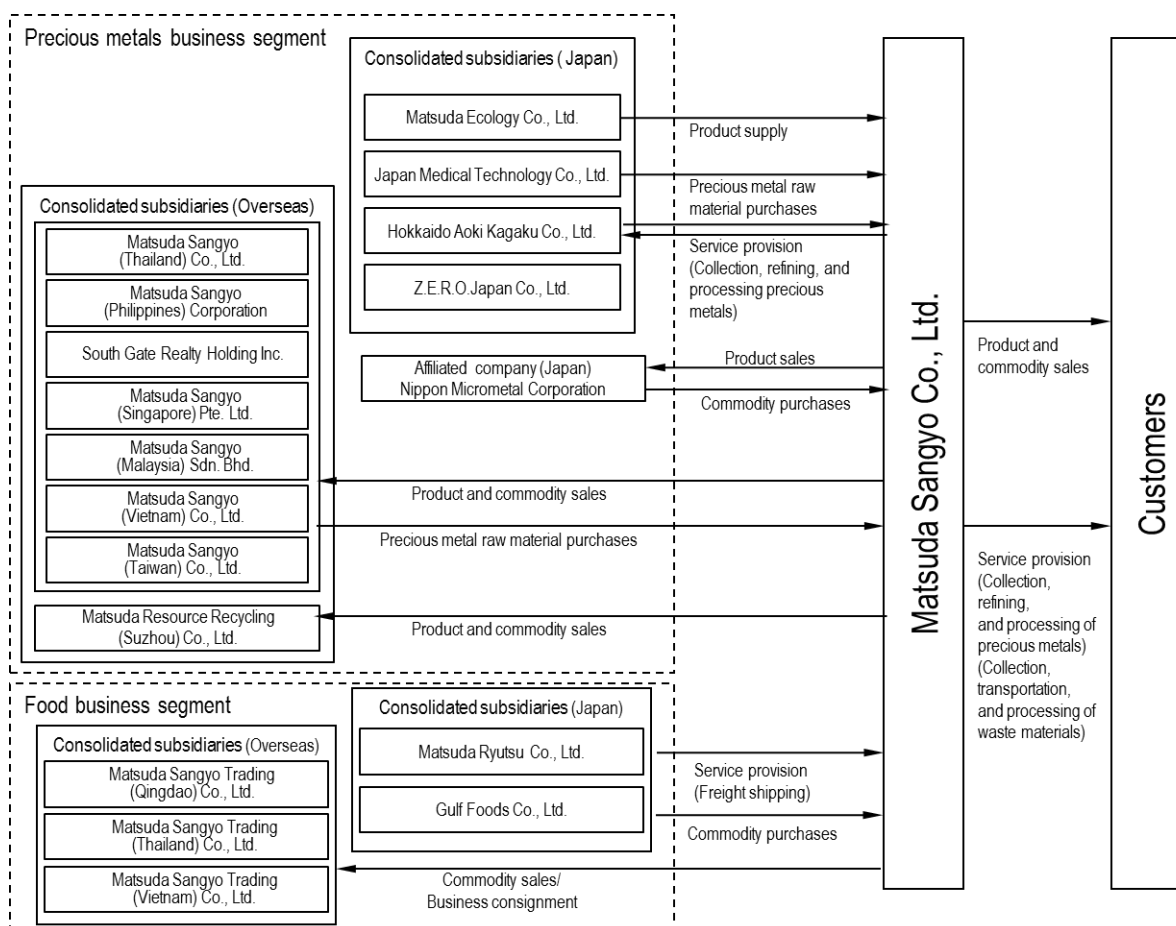 Precious metals business segment
Consolidated subsidiaries ( Japan)
Matsuda Ecology Co., Ltd.
Product supply
Japan Medical Technology Co., Ltd.
Precious metal raw
material purchases
Hokkaido Aoki Kagaku Co., Ltd.
Service provision
(Collection, refining, and
processing precious
metals)
Z.E.R.O.Japan Co., Ltd.
Affiliated company (Japan)
Nippon Micrometal Corporation
Product sales
Commodity purchases
Consolidated subsidiaries (Overseas)
Matsuda Sangyo
(Thailand) Co., Ltd.
Matsuda Sangyo
(Philippines) Corporation
South Gate Realty Holding Inc.
Matsuda Sangyo
(Singapore) Pte. Ltd.
Matsuda Sangyo
(Malaysia) Sdn. Bhd.
Matsuda Sangyo
(Vietnam) Co., Ltd.
Matsuda Sangyo
(Taiwan) Co., Ltd.
Product and commodity sales
Precious metal raw material purchases
Matsuda Resource Recycling
(Suzhou) Co., Ltd.
Product and commodity sales
Food business segment
Consolidated subsidiaries (Japan)
Matsuda Ryutsu Co., Ltd.
Service provision
(Freight shipping)
Gulf Foods Co., Ltd.
Commodity purchases
Consolidated subsidiaries (Overseas)
Matsuda Sangyo Trading
(Qingdao) Co., Ltd.
Matsuda Sangyo Trading
(Thailand) Co., Ltd.
Matsuda Sangyo Trading
(Vietnam) Co., Ltd.
Commodity sales/
Business consignment
Matsuda Sangyo Co., Ltd.
Product and
commodity sales
Service provision
(Collection,
refining,
and processing of
precious metals)
(Collection,
transportation,
and processing of
waste materials)
Customers